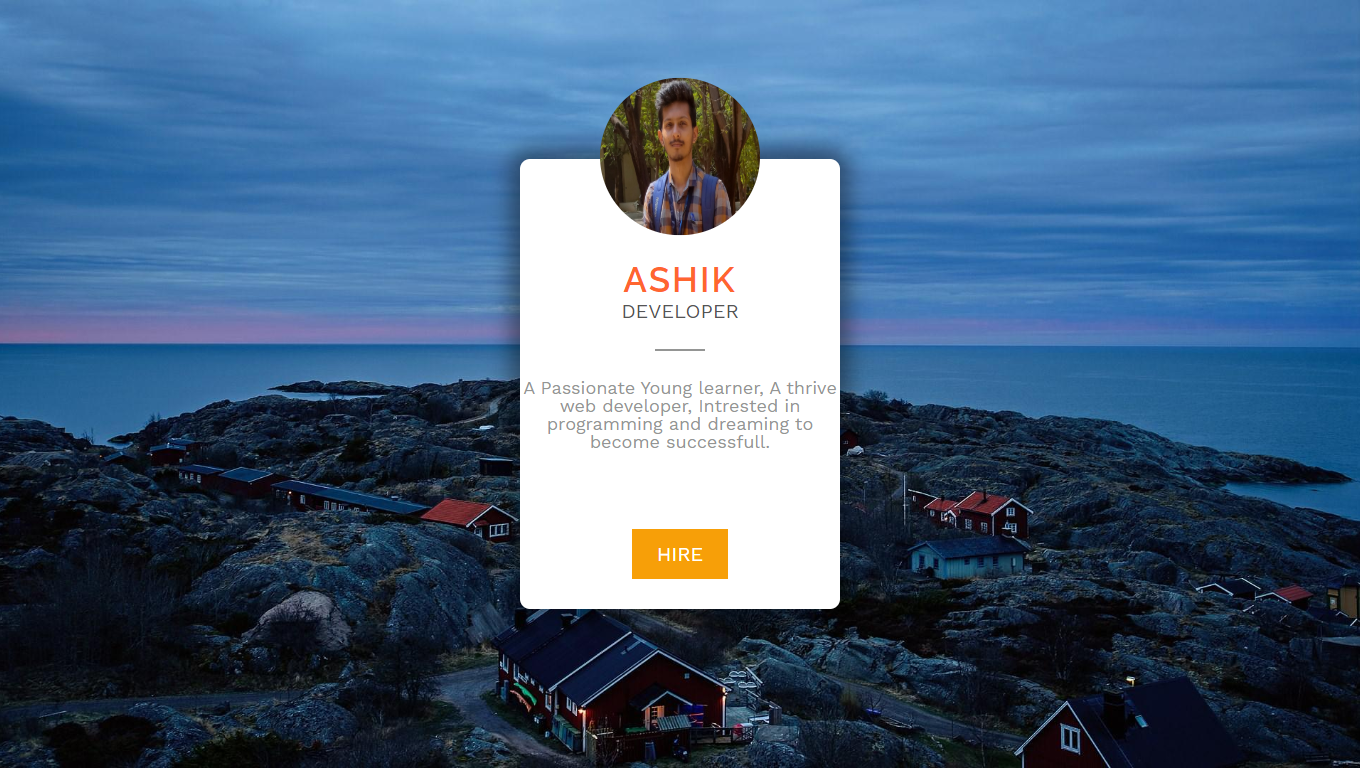 ASHIK
DEVELOPER
A Passionate Young learner, A thrive
web developer, Intrested in
programming and dreaming to
become successfull.
HIRE